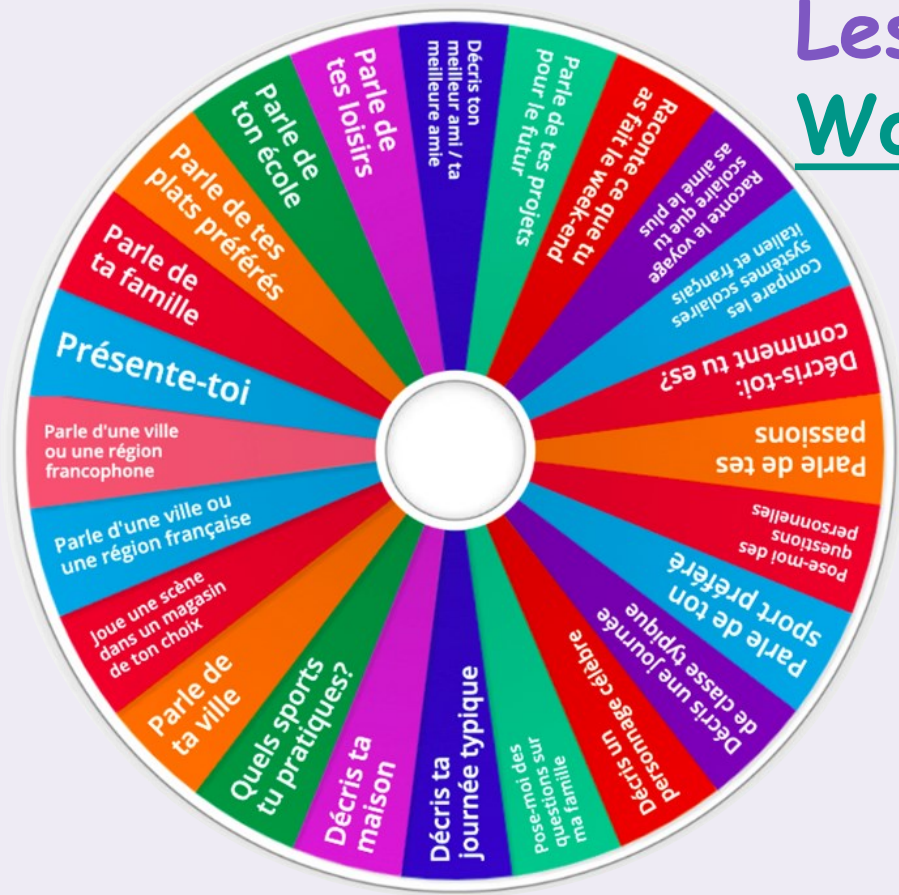 Les
Wo
Présente-toi
Parle de
ta famille
Parle de tes
plats préférés
Parle de
ton école
Parle de
tes loisirs
Décris ton
meilleur ami / ta
meilleure amie
Parle de tes projets
pour le futur
Raconte ce que tu
as fait le week-end
Raconte le voyage
scolaire que tu
as aimé le plus
Compare les
systèmes scolaires
italien et français
Décris-toi:
comment tu es?
Parle de tes
passions
Pose-moi des
questions
personnelles
Parle de ton
sport préféré
Décris une journée
de classe typique
Décris un
personnage célèbre
Pose-moi des
questions sur
ma famille
Décris ta
journée typique
Décris ta
maison
Quels sports
tu pratiques?
Parle de
ta ville
Joue une scène
dans un magasin
de ton choix
Parle d'une ville ou
une région française
Parle d'une ville
ou une région
francophone